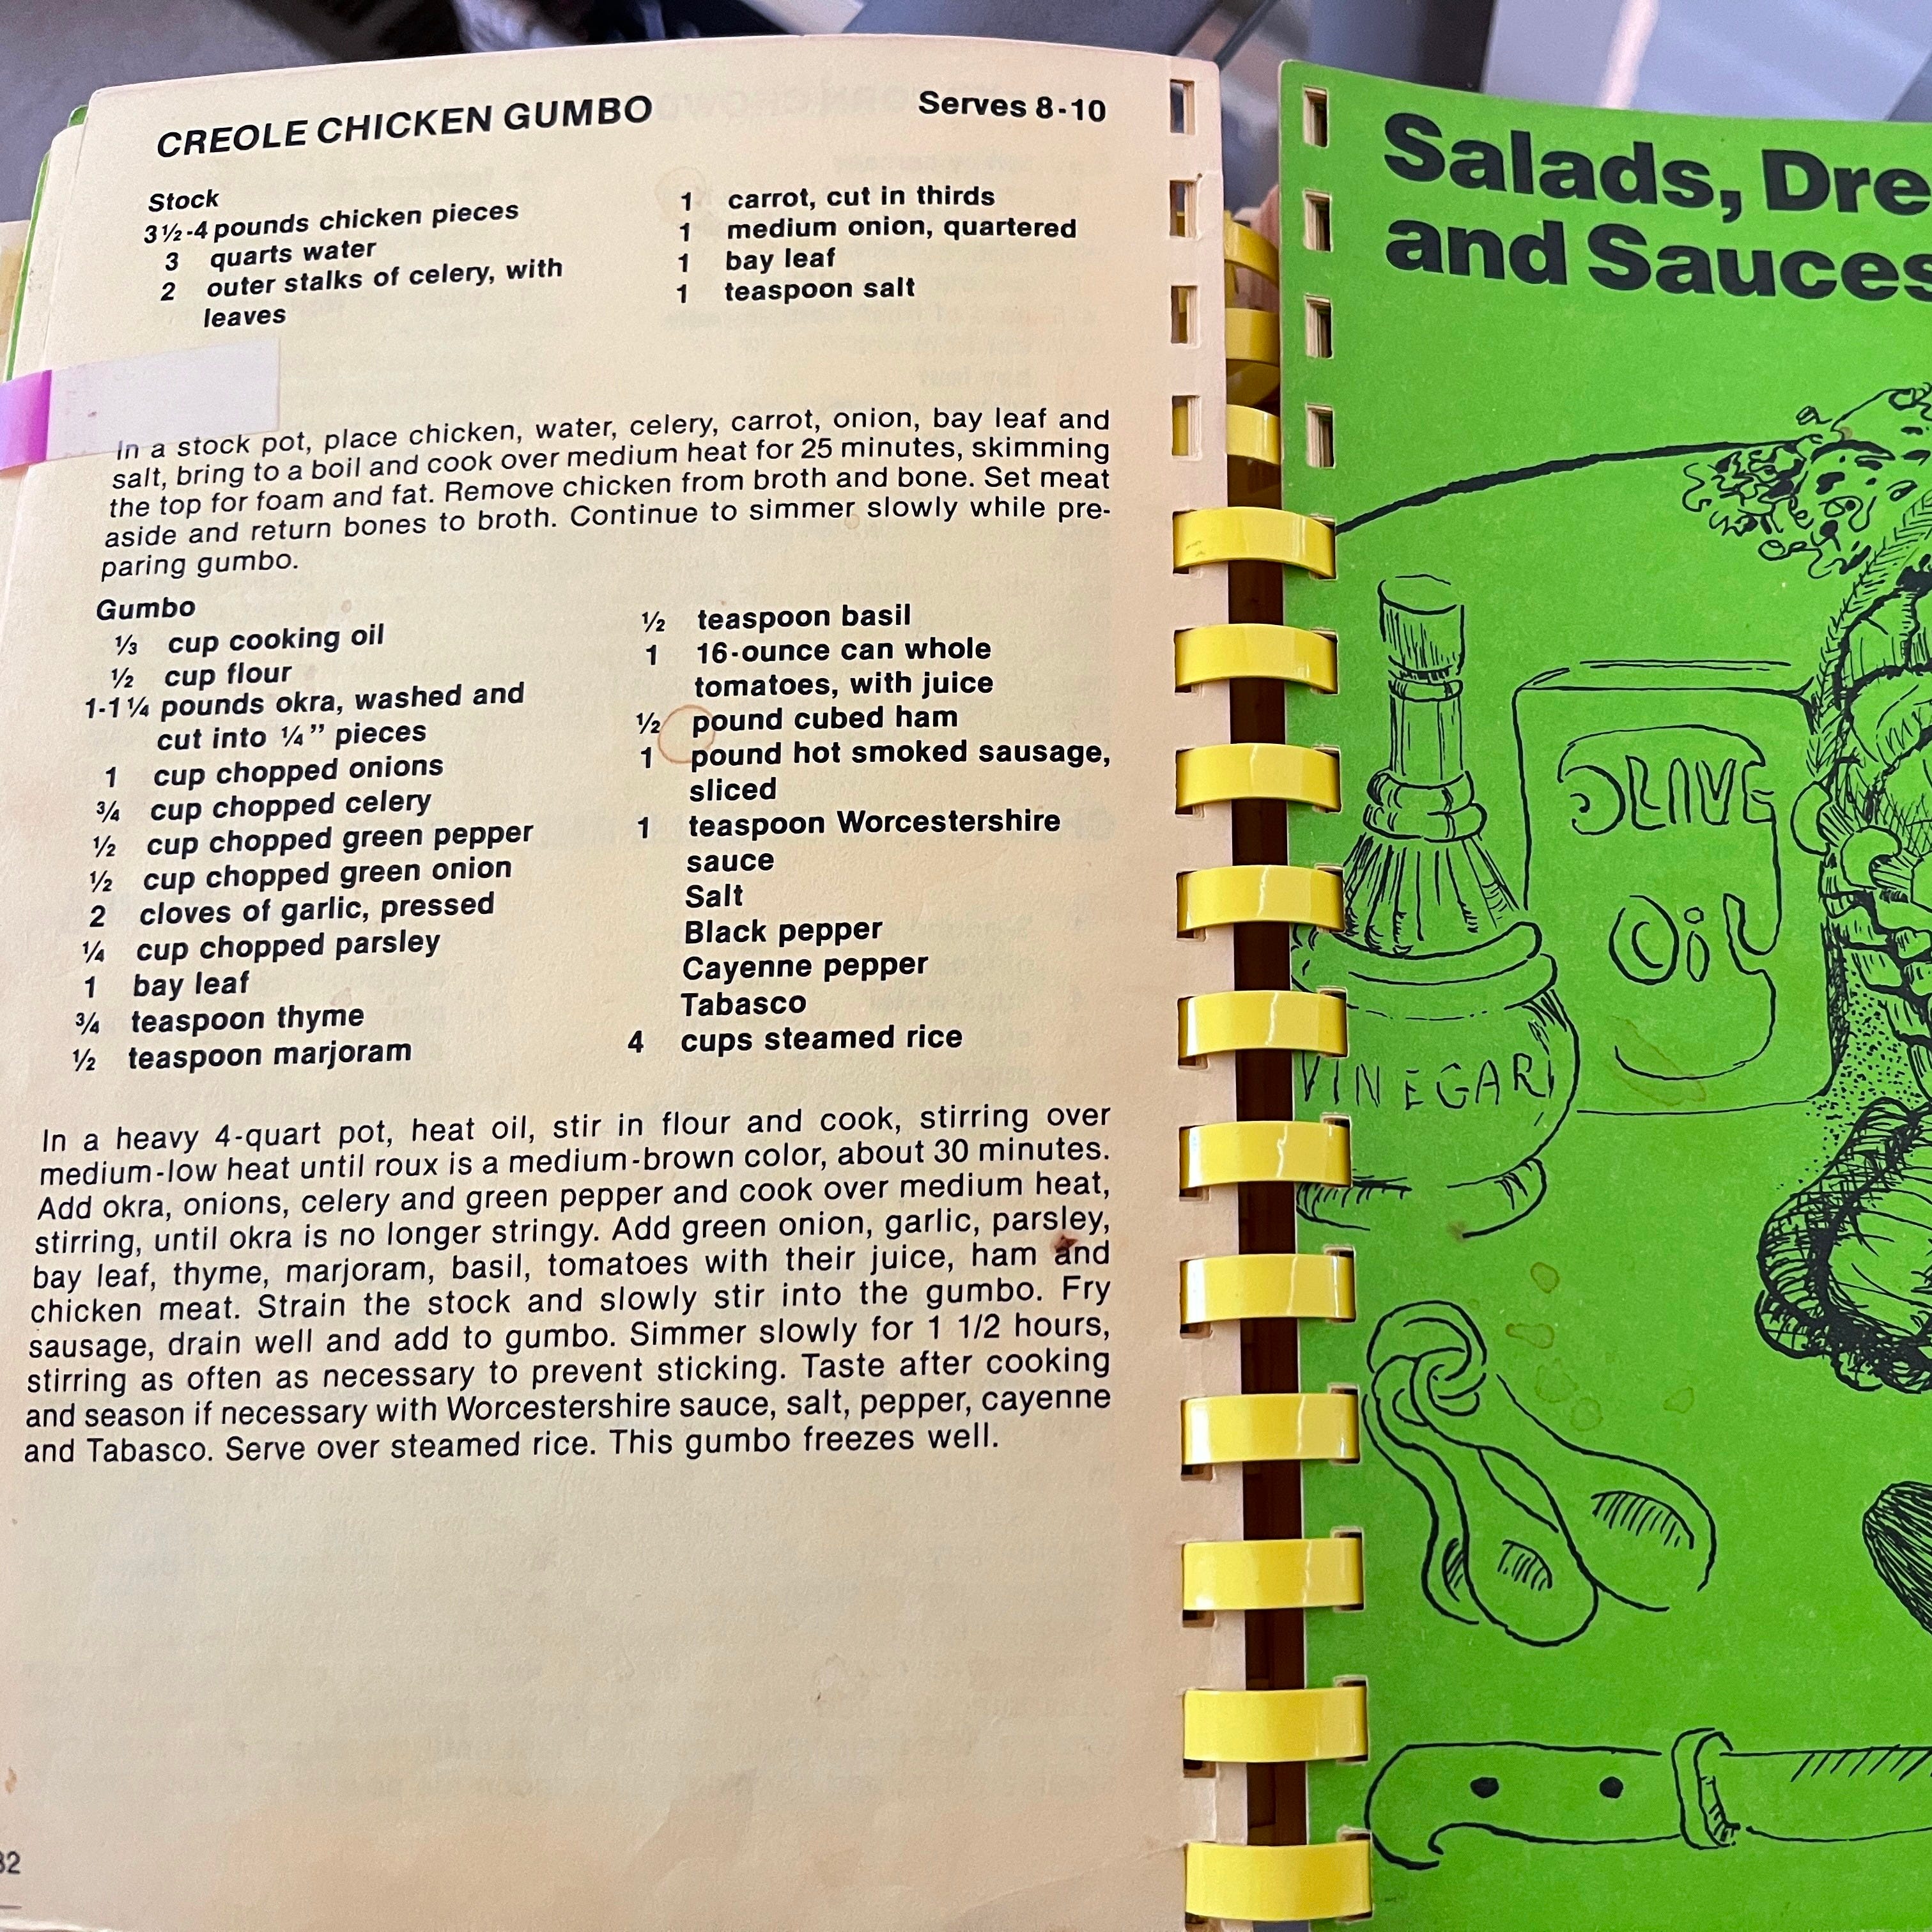 CREOLE CHICKEN GUMBO Serves 8-10
Stock
3½-4 pounds chicken pieces
3 quarts water
2 outer stalks of celery, with
leaves
1 carrot, cut in thirds
1 medium onion, quartered
1 bay leaf
1 teaspoon salt
In a stock pot, place chicken, water, celery, carrot, onion, bay leaf and
salt, bring to a boil and cook over medium heat for 25 minutes, skimming
the top for foam and fat. Remove chicken from broth and bone. Set meat
aside and return bones to broth. Continue to simmer slowly while pre-
paring gumbo.
Gumbo
⅓ cup cooking oil
½ cup flour
1-1¼ pounds okra, washed and
cut into ¼” pieces
1 cup chopped onions
¾ cup chopped celery
½ cup chopped green pepper
½ cup chopped green onion
2 cloves of garlic, pressed
¼ cup chopped parsley
1 bay leaf
¾ teaspoon thyme
½ teaspoon marjoram
½ teaspoon basil
1 16-ounce can whole
tomatoes, with juice
½ pound cubed ham
1 pound hot smoked sausage,
sliced
1 teaspoon Worcestershire
sauce
Salt
Black pepper
Cayenne pepper
Tabasco
4 cups steamed rice
In a heavy 4-quart pot, heat oil, stir in flour and cook, stirring over
medium-low heat until roux is a medium-brown color, about 30 minutes.
Add okra, onions, celery and green pepper and cook over medium heat,
stirring, until okra is no longer stringy. Add green onion, garlic, parsley,
bay leaf, thyme, marjoram, basil, tomatoes with their juice, ham and
chicken meat. Strain the stock and slowly stir into the gumbo. Fry
sausage, drain well and add to gumbo. Simmer slowly for 1 1/2 hours,
stirring as often as necessary to prevent sticking. Taste after cooking
and season if necessary with Worcestershire sauce, salt, pepper, cayenne
and Tabasco. Serve over steamed rice. This gumbo freezes well.
Salads, Dre
and Sauces
OLIVE
OiL
VINEGAR